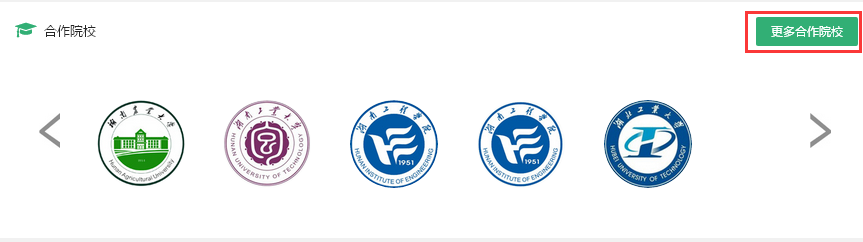 合作院校
更多合作院校
湖南农业大学
Hunan Agricultural University
湖南工业大学
HUNAN UNIVERSITY OF TECHNOLOGY
湖南工程学院
1951
HUNAN INSTITUTE OF ENGINEERING
湖南工程学院
1951
HUNAN INSTITUTE OF ENGINEERING
湖北工业大学
HUBEI UNIVERSITY OF TECHNOLOGY